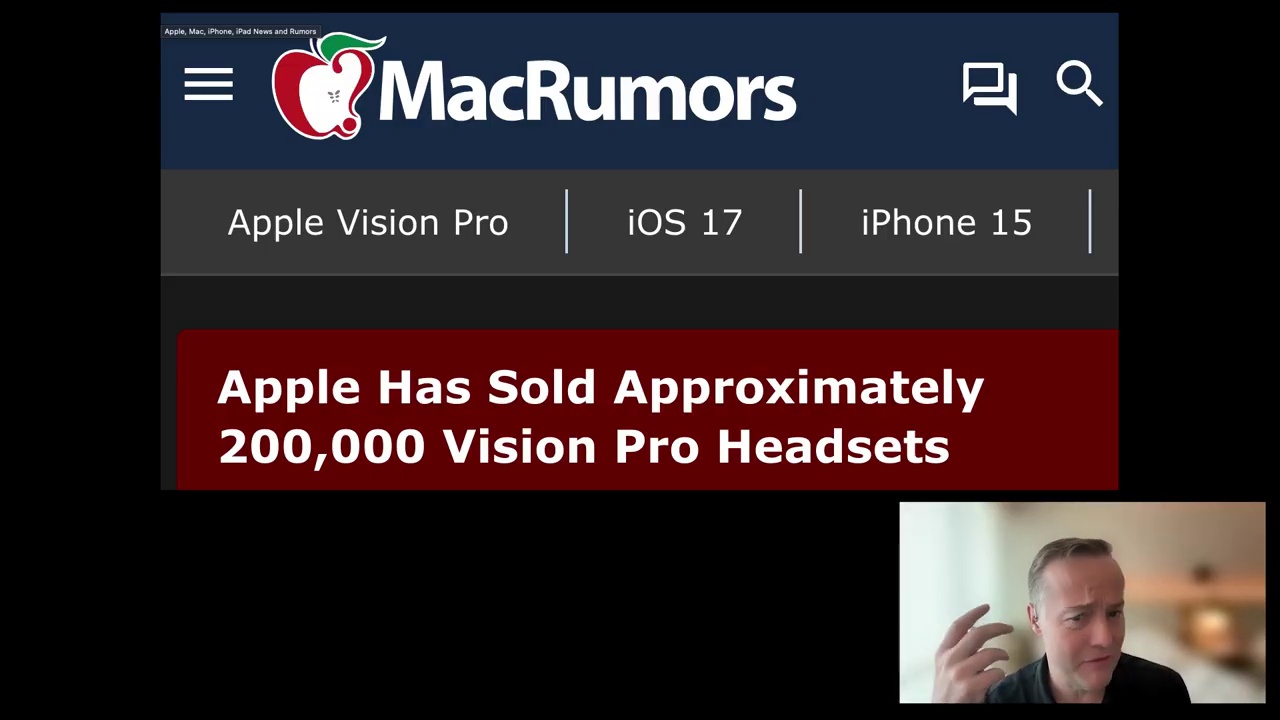 Apple, Mac, iPhone, iPad News and Rumors
MacRumors
Apple Vision Pro
iOS 17
iPhone 15
Apple Has Sold Approximately
200,000 Vision Pro Headsets